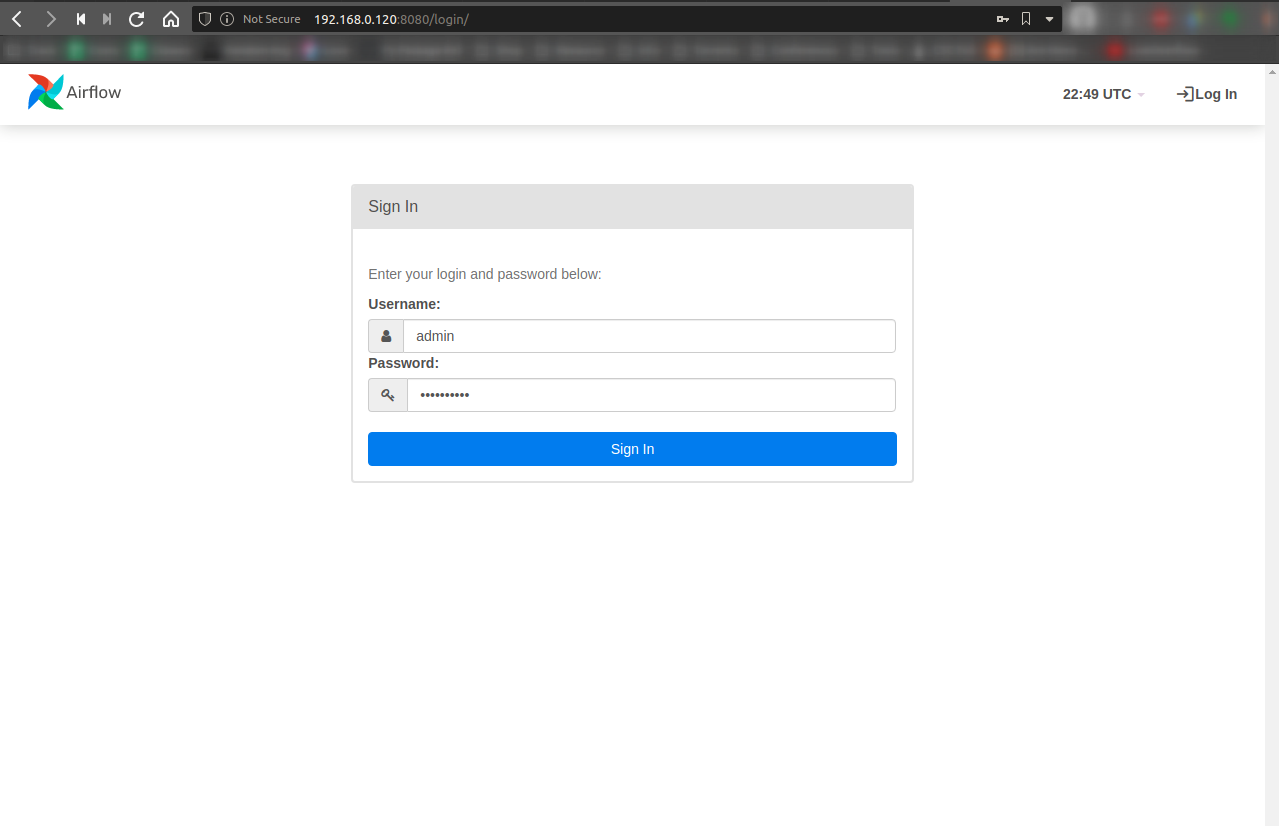 Not Secure 192.168.0.120:8080/login/
Airflow 22:49 UTC Log In
Sign In
Enter your login and password below:
Username:
admin
Password:
••••••••••
Sign In